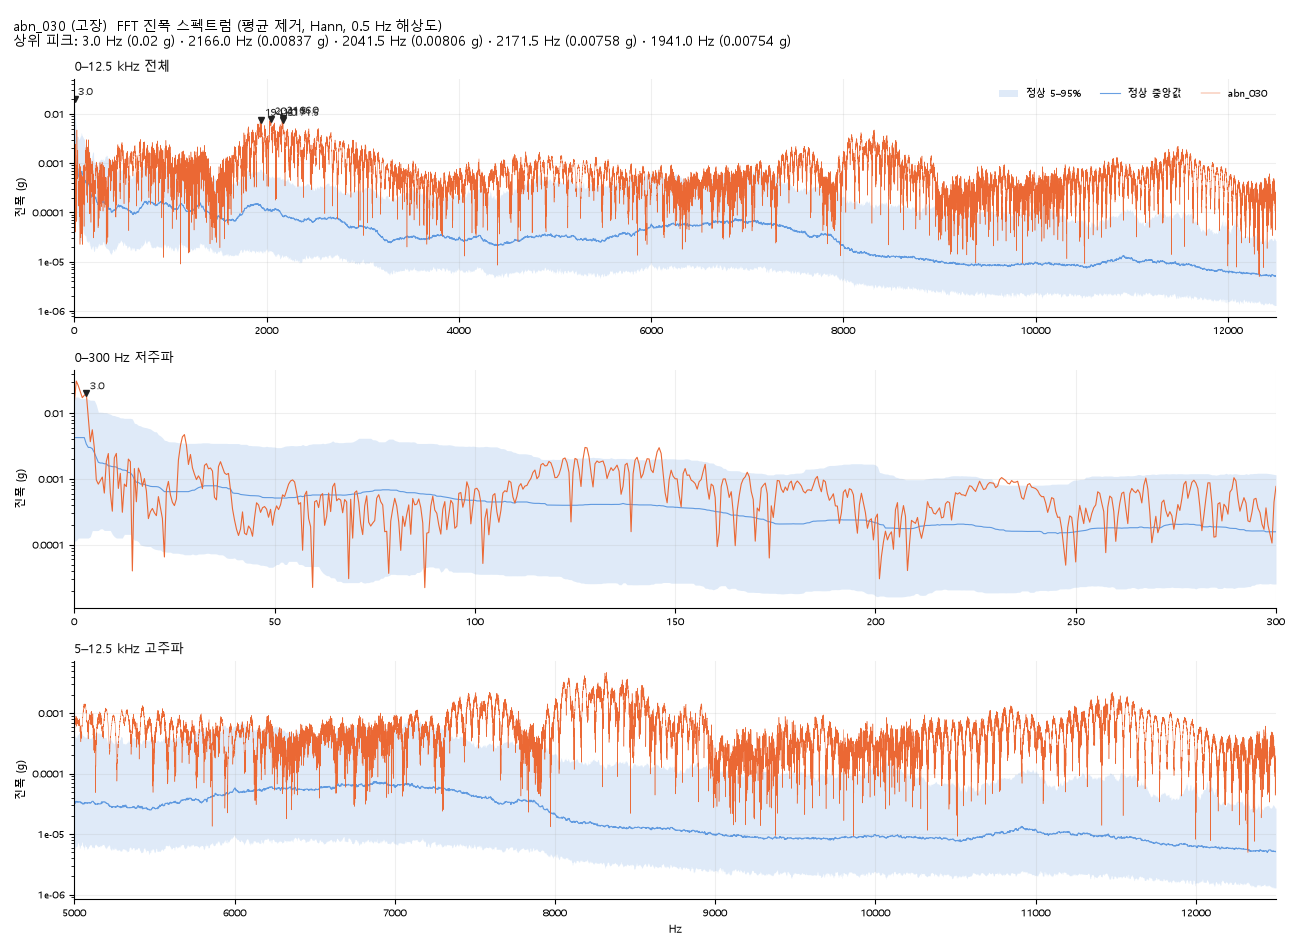 abn_030 (고장)  FFT 진폭 스펙트럼 (평균 제거, Hann, 0.5 Hz 해상도)
상위 피크: 3.0 Hz (0.02 g) · 2166.0 Hz (0.00837 g) · 2041.5 Hz (0.00806 g) · 2171.5 Hz (0.00758 g) · 1941.0 Hz (0.00754 g)
0–12.5 kHz 전체
정상 5–95%
정상 중앙값
abn_030
3.0
진폭 (g)
0.01
0.001
0.0001
1e-05
1e-06
0 2000 4000 6000 8000 10000 12000
0–300 Hz 저주파
3.0
진폭 (g)
0.01
0.001
0.0001
0 50 100 150 200 250 300
5–12.5 kHz 고주파
진폭 (g)
0.001
0.0001
1e-05
1e-06
5000 6000 7000 8000 9000 10000 11000 12000
Hz